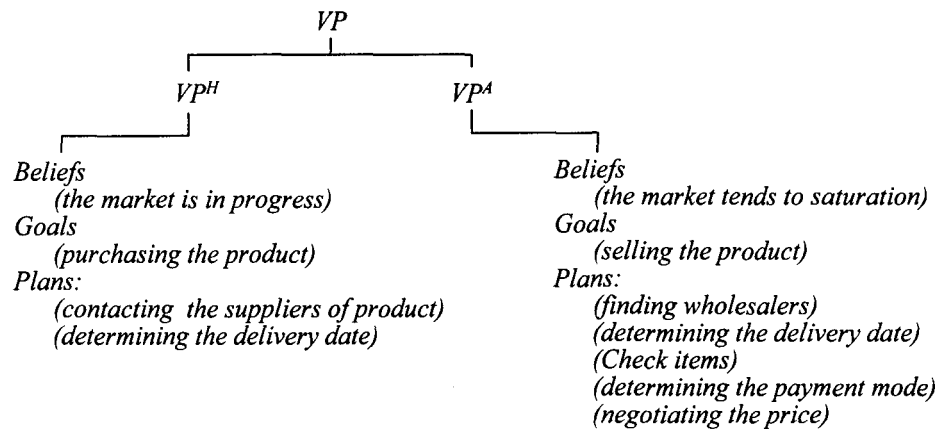 VP
VP^H
VP^A
Beliefs
(the market is in progress)
Goals
(purchasing the product)
Plans:
(contacting the suppliers of product)
(determining the delivery date)
Beliefs
(the market tends to saturation)
Goals
(selling the product)
Plans:
(finding wholesalers)
(determining the delivery date)
(Check items)
(determining the payment mode)
(negotiating the price)